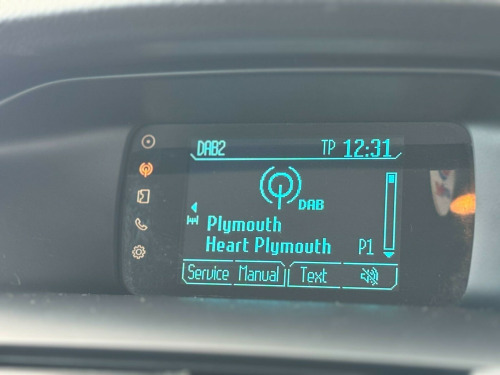 DAB2 TP 12:31
DAB
Plymouth
Heart Plymouth P1
Service Manual Text